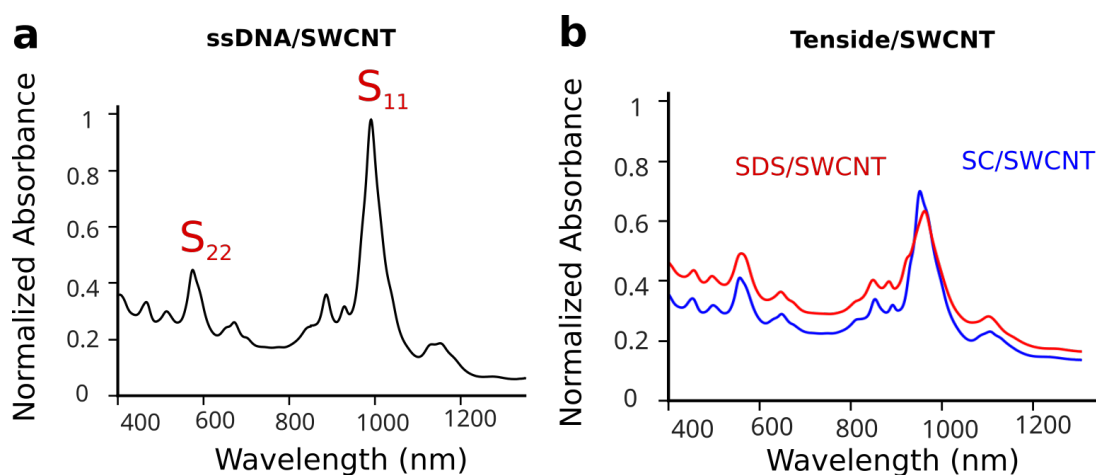 a
ssDNA/SWCNT
Normalized Absorbance
1
0.8
0.6
0.4
0.2
0
S22
S11
400
600
800
1000
1200
Wavelength (nm)
b
Tenside/SWCNT
Normalized Absorbance
1
0.8
0.6
0.4
0.2
0
SDS/SWCNT
SC/SWCNT
400
600
800
1000
1200
Wavelength (nm)